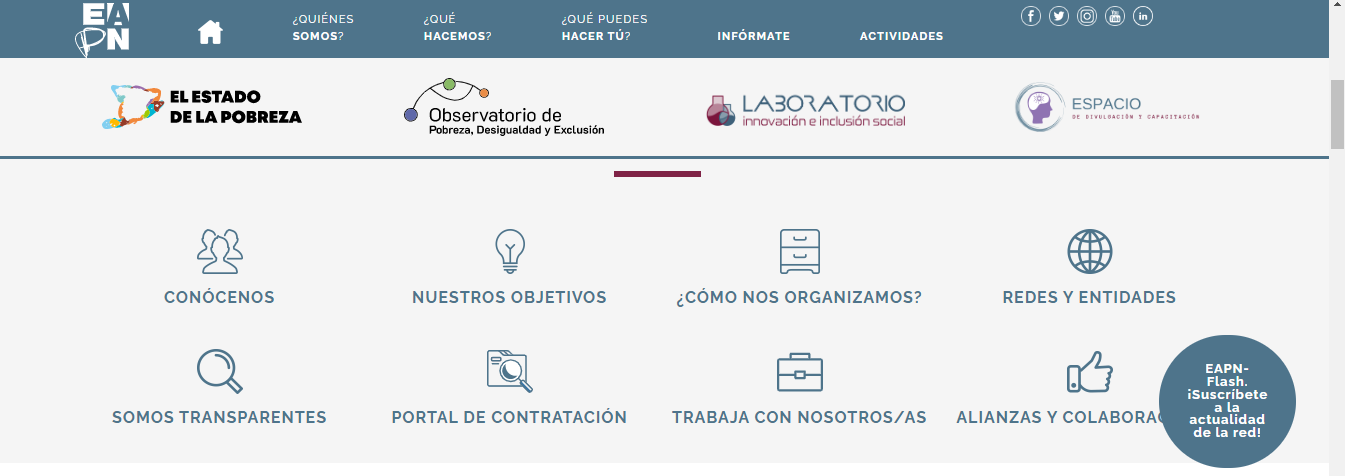 EA
PN
¿QUIÉNES
SOMOS?
¿QUÉ
HACEMOS?
¿QUÉ PUEDES
HACER TÚ?
INFÓRMATE
ACTIVIDADES
EL ESTADO
DE LA POBREZA
Observatorio de
Pobreza, Desigualdad y Exclusión
LABORATORIO
innovación e inclusión social
ESPACIO
DE DIVULGACIÓN Y CAPACITACIÓN
CONÓCENOS
NUESTROS OBJETIVOS
¿CÓMO NOS ORGANIZAMOS?
REDES Y ENTIDADES
SOMOS TRANSPARENTES
PORTAL DE CONTRATACIÓN
TRABAJA CON NOSOTROS/AS
ALIANZAS Y COLABORAC
EAPN-
Flash.
¡Suscríbete
a la
actualidad
de la red!